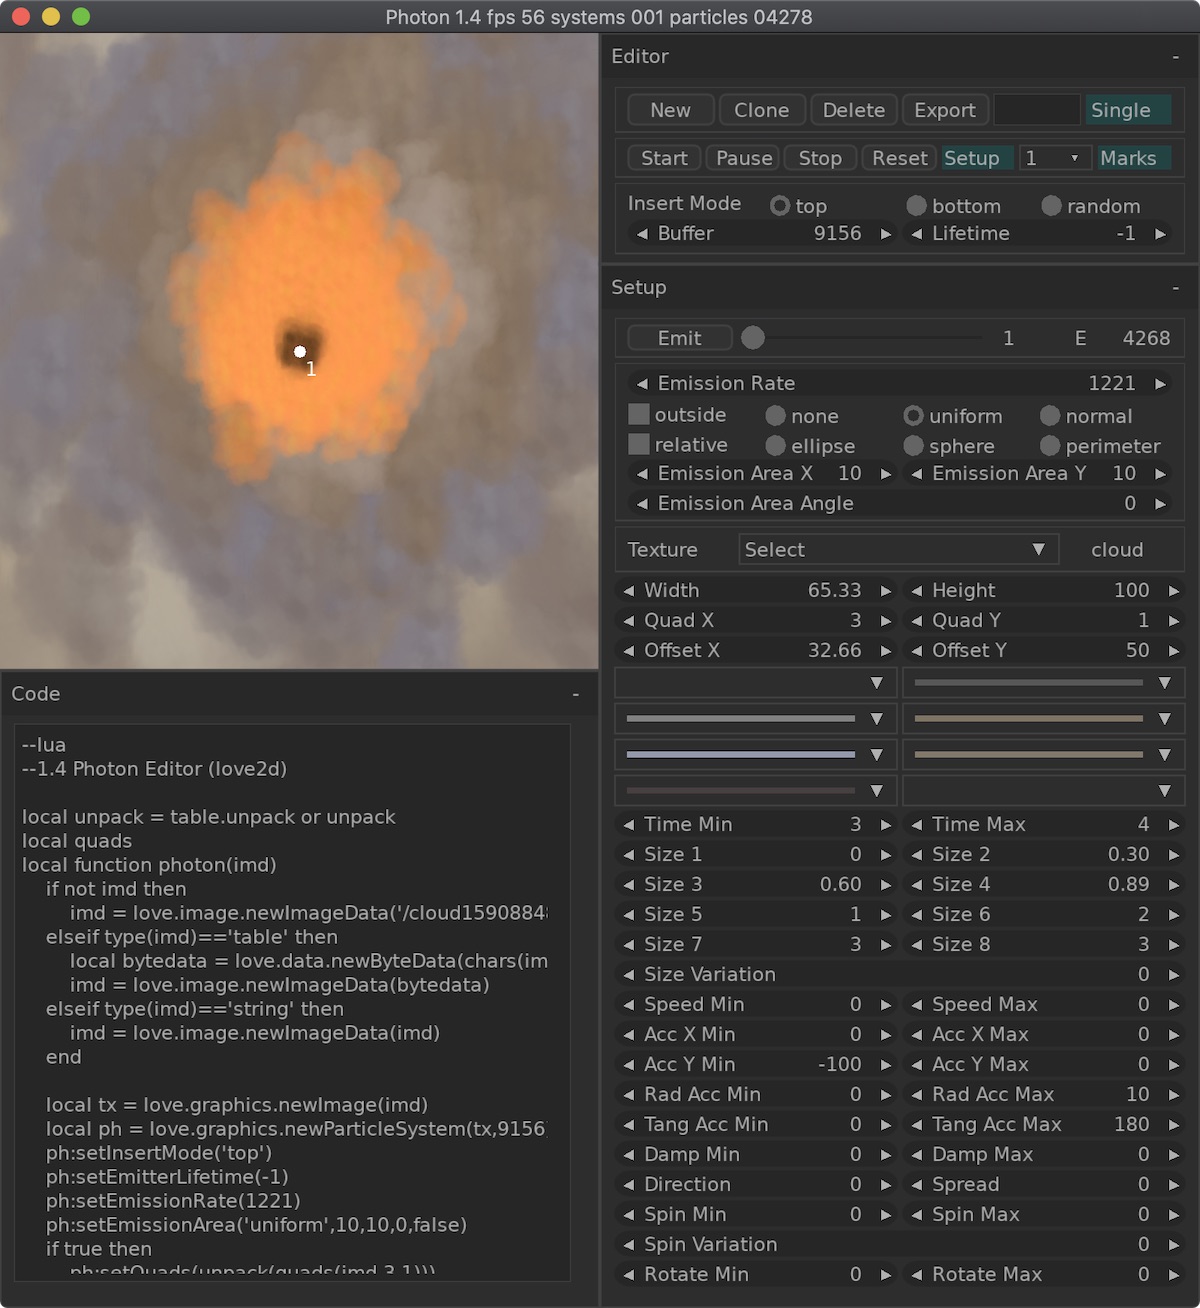 Photon 1.4 fps 56 systems 001 particles 04278
1
Editor -
New Clone Delete Export Single
Start Pause Stop Reset Setup 1 Marks
Insert Mode top bottom random
Buffer 9156 Lifetime -1
Setup -
Emit 1 E 4268
Emission Rate 1221
outside none uniform normal
relative ellipse sphere perimeter
Emission Area X 10 Emission Area Y 10
Emission Area Angle 0
Texture Select cloud
Width 65.33 Height 100
Quad X 3 Quad Y 1
Offset X 32.66 Offset Y 50
Time Min 3 Time Max 4
Size 1 0 Size 2 0.30
Size 3 0.60 Size 4 0.89
Size 5 1 Size 6 2
Size 7 3 Size 8 3
Size Variation 0
Speed Min 0 Speed Max 0
Acc X Min 0 Acc X Max 0
Acc Y Min -100 Acc Y Max 0
Rad Acc Min 0 Rad Acc Max 10
Tang Acc Min 0 Tang Acc Max 180
Damp Min 0 Damp Max 0
Direction 0 Spread 0
Spin Min 0 Spin Max 0
Spin Variation 0
Rotate Min 0 Rotate Max 0
Code -
--lua
--1.4 Photon Editor (love2d)
local unpack = table.unpack or unpack
local quads
local function photon(imd)
if not imd then
imd = love.image.newImageData('/cloud1590884
elseif type(imd)=='table' then
local bytedata = love.data.newByteData(chars(im
imd = love.image.newImageData(bytedata)
elseif type(imd)=='string' then
imd = love.image.newImageData(imd)
end
local tx = love.graphics.newImage(imd)
local ph = love.graphics.newParticleSystem(tx,9156
ph:setInsertMode('top')
ph:setEmitterLifetime(-1)
ph:setEmissionRate(1221)
ph:setEmissionArea('uniform',10,10,0,false)
if true then
ph:setQuads(unpack(quads(imd,3,1)))